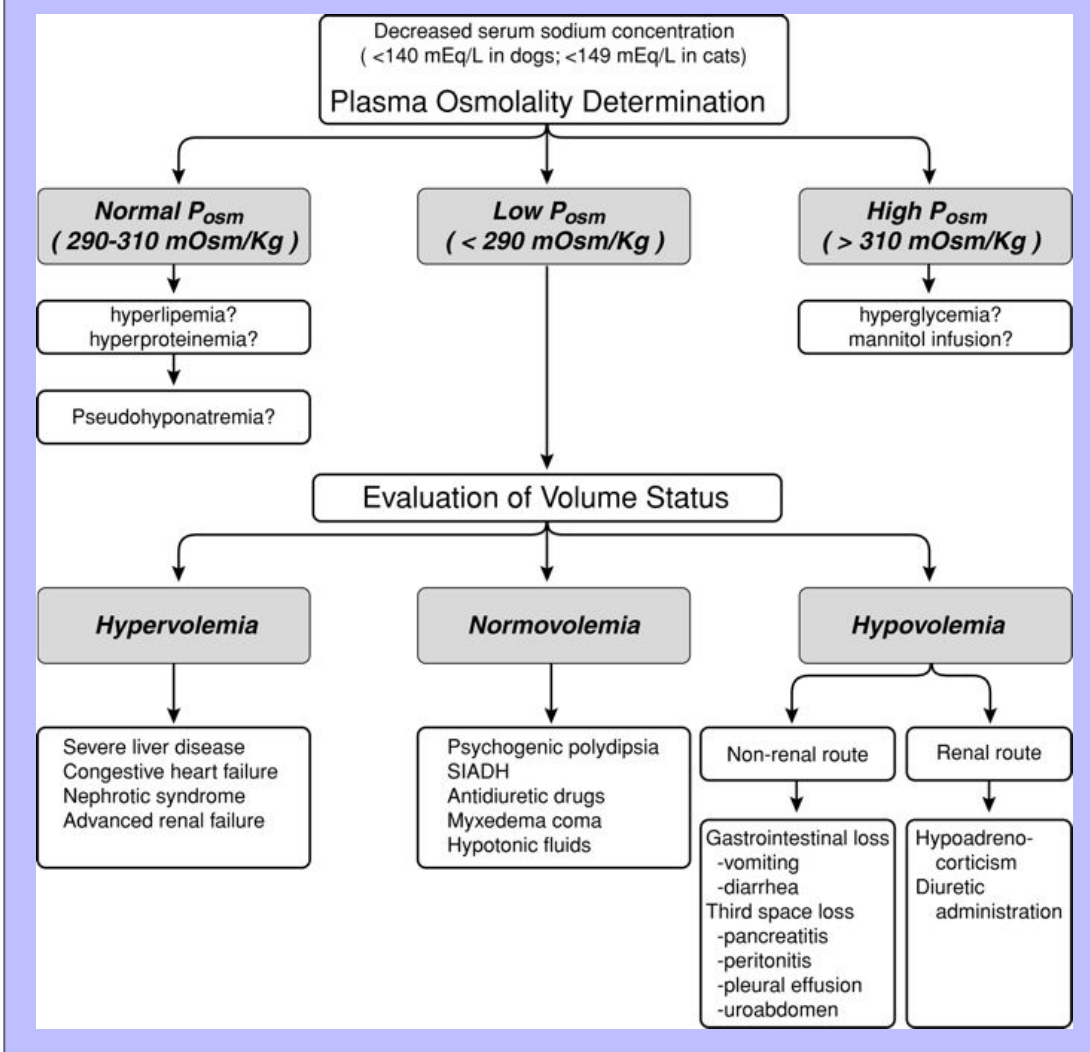 Decreased serum sodium concentration
( <140 mEq/L in dogs; <149 mEq/L in cats)
Plasma Osmolality Determination
Normal Posm
( 290-310 mOsm/Kg )
Low Posm
( < 290 mOsm/Kg )
High Posm
( > 310 mOsm/Kg )
hyperlipemia?
hyperproteinemia?
hyperglycemia?
mannitol infusion?
Pseudohyponatremia?
Evaluation of Volume Status
Hypervolemia
Normovolemia
Hypovolemia
Severe liver disease
Congestive heart failure
Nephrotic syndrome
Advanced renal failure
Psychogenic polydipsia
SIADH
Antidiuretic drugs
Myxedema coma
Hypotonic fluids
Non-renal route
Renal route
Gastrointestinal loss
-vomiting
-diarrhea
Third space loss
-pancreatitis
-peritonitis
-pleural effusion
-uroabdomen
Hypoadreno-
corticism
Diuretic
administration